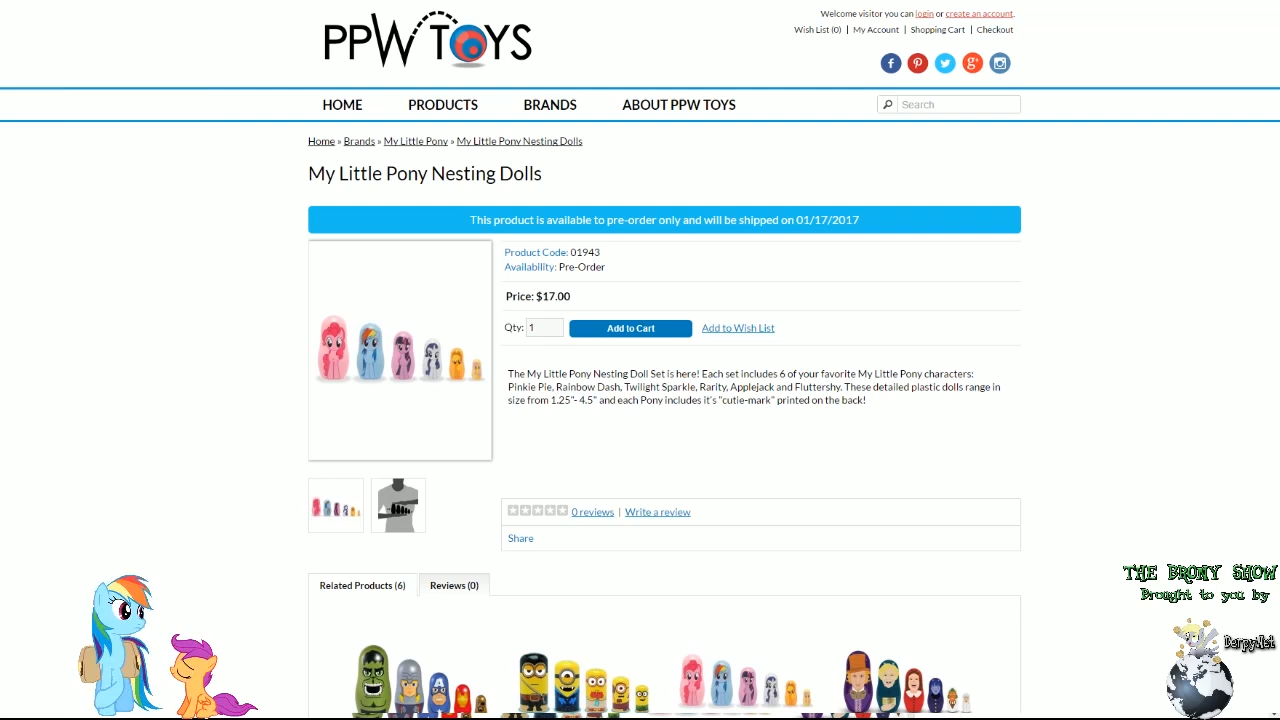 PPW TOYS
Welcome visitor you can login or create an account.
Wish List (0) | My Account | Shopping Cart | Checkout
HOME PRODUCTS BRANDS ABOUT PPW TOYS
Search
Home » Brands » My Little Pony » My Little Pony Nesting Dolls
My Little Pony Nesting Dolls
This product is available to pre-order only and will be shipped on 01/17/2017
Product Code: 01943
Availability: Pre-Order
Price: $17.00
Qty: 1 Add to Cart Add to Wish List
The My Little Pony Nesting Doll Set is here! Each set includes 6 of your favorite My Little Pony characters:
Pinkie Pie, Rainbow Dash, Twilight Sparkle, Rarity, Applejack and Fluttershy. These detailed plastic dolls range in
size from 1.25"- 4.5" and each Pony includes it's "cutie-mark" printed on the back!
0 reviews | Write a review
Share
Related Products (6) Reviews (0)
THE BRONY SHOW
Brought to you by
DerpyNet